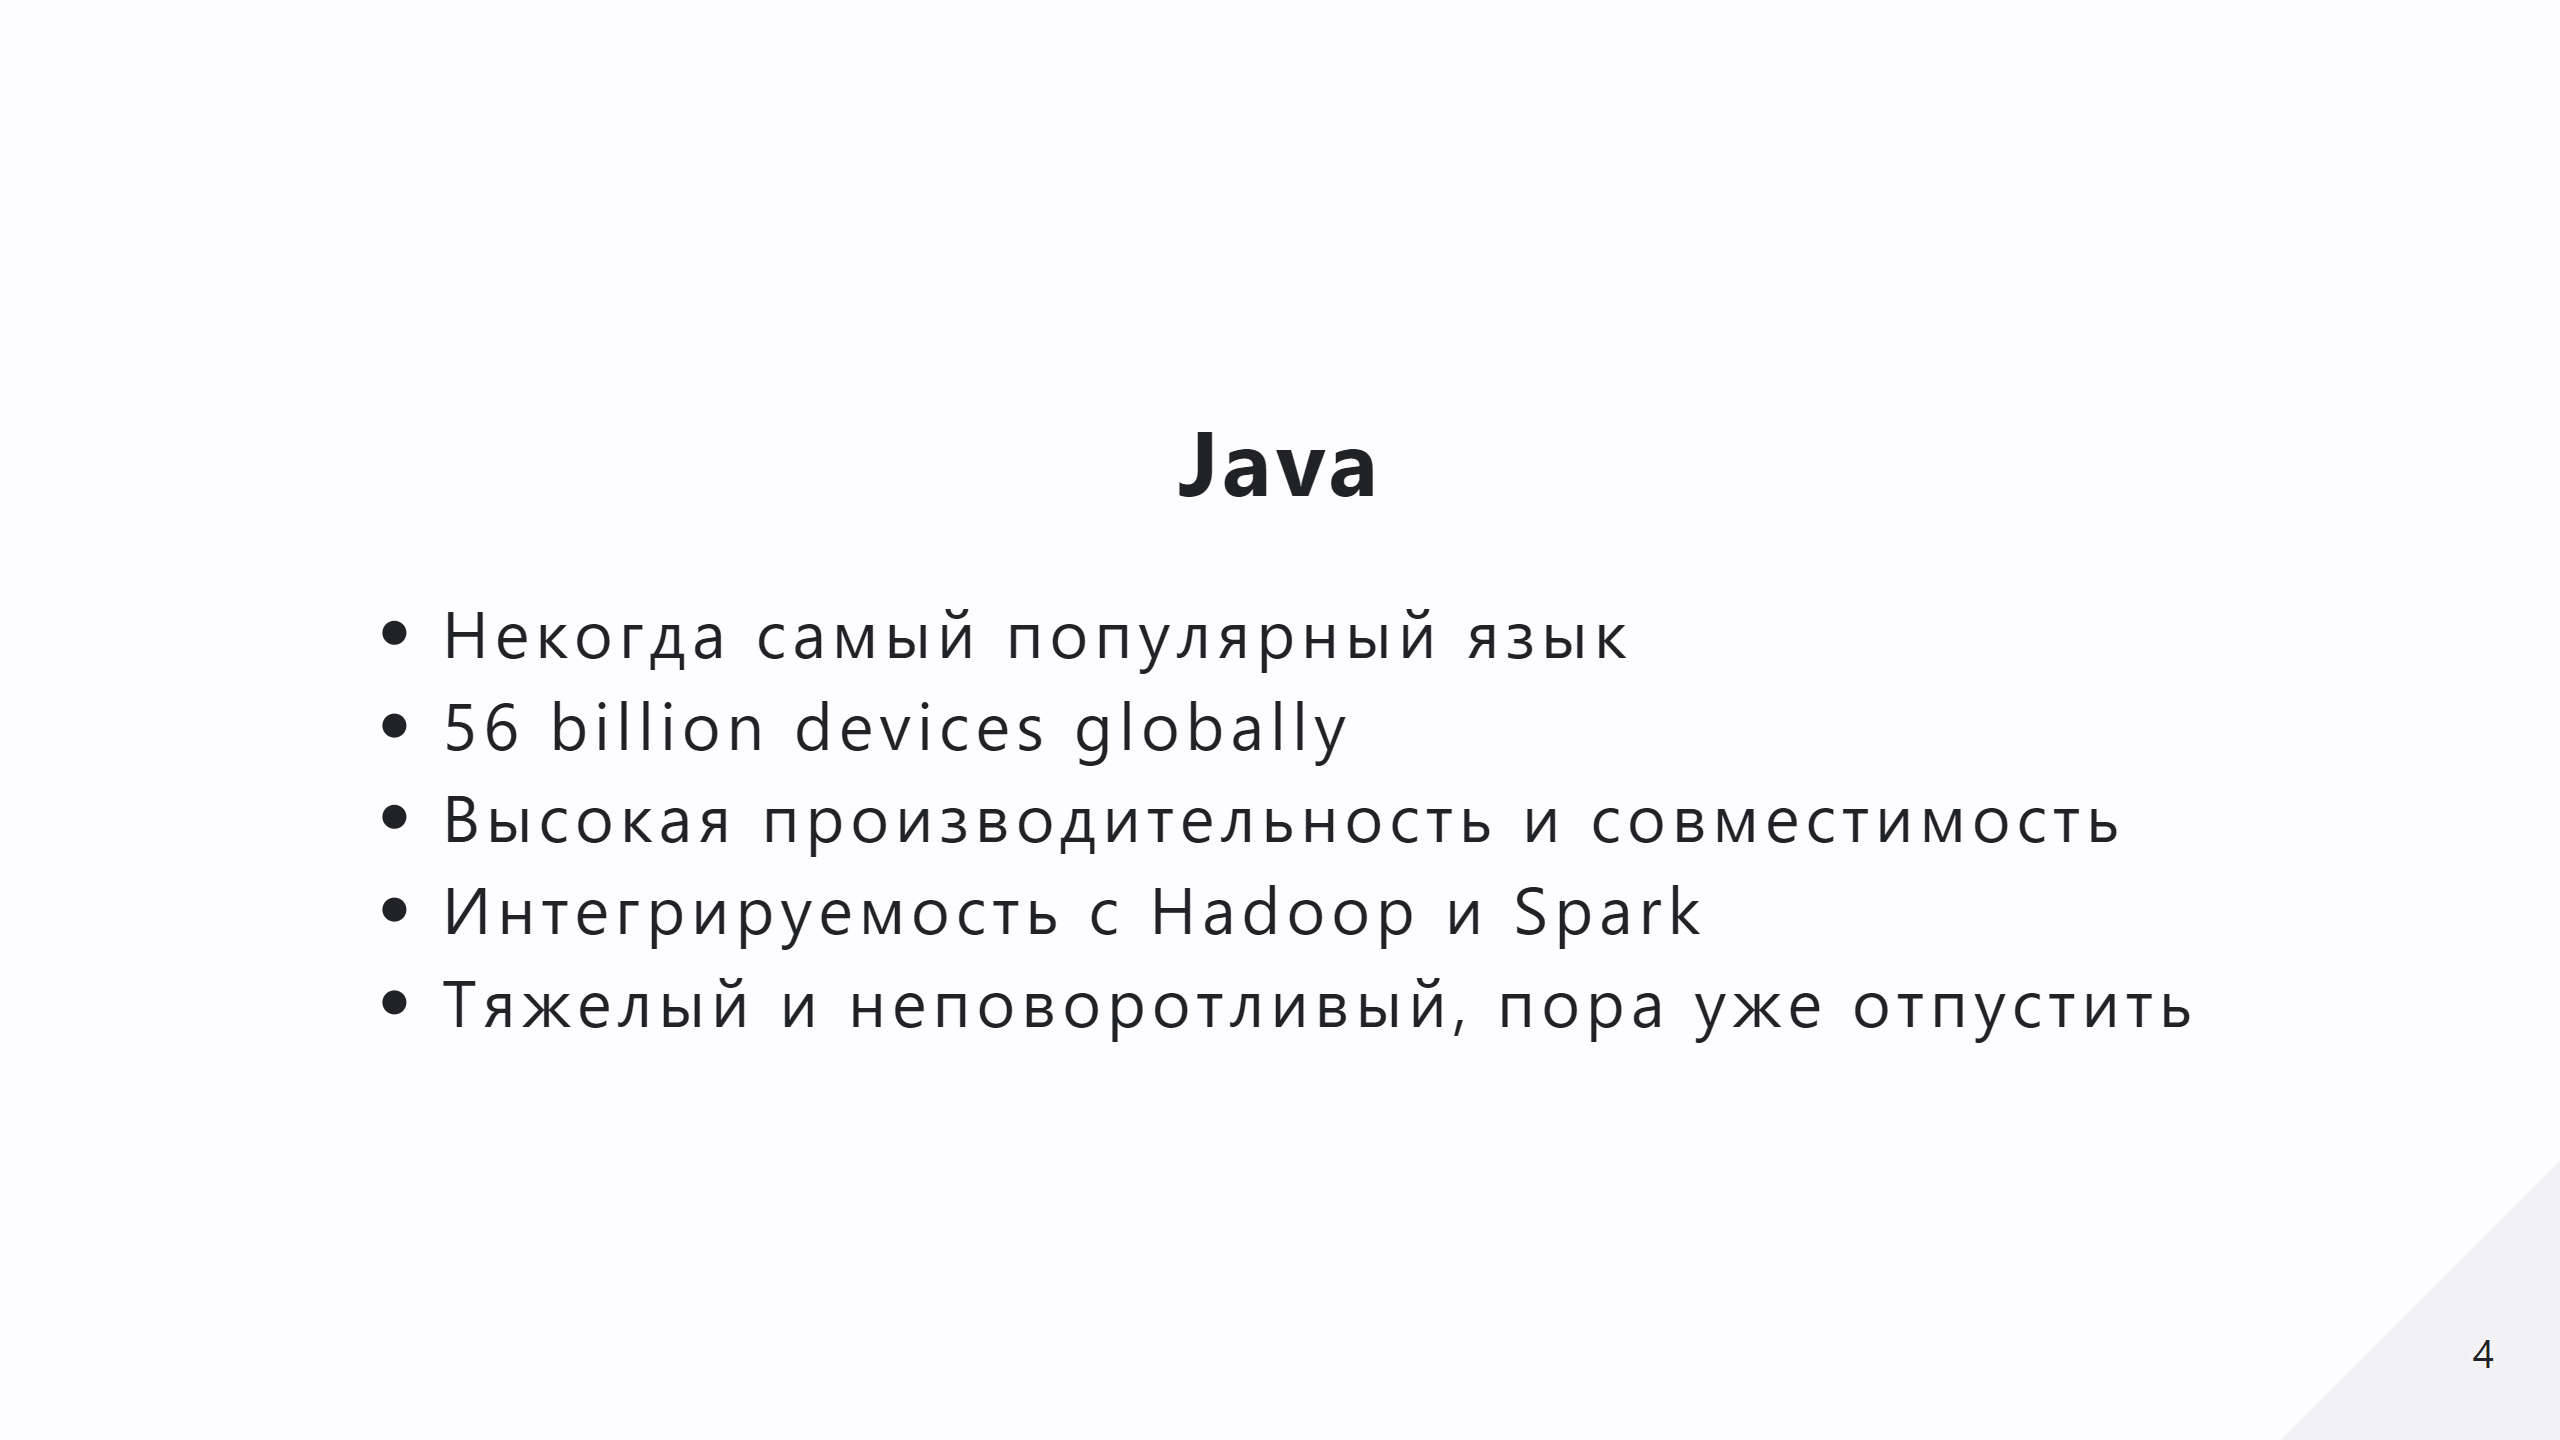 Java
• Некогда самый популярный язык
• 56 billion devices globally
• Высокая производительность и совместимость
• Интегрируемость с Hadoop и Spark
• Тяжелый и неповоротливый, пора уже отпустить
4